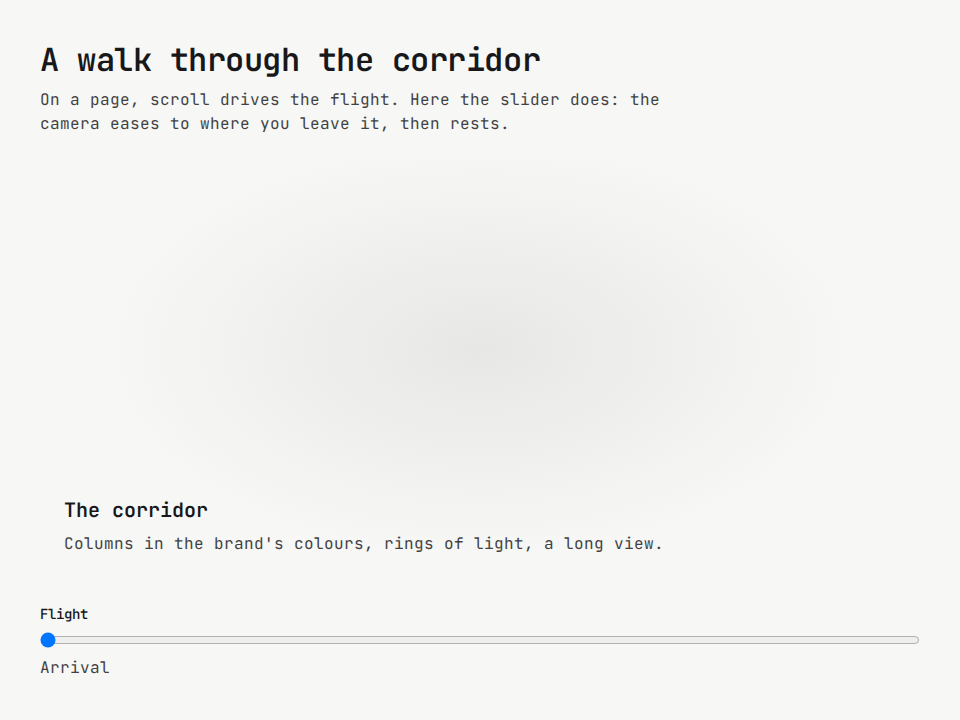 A walk through the corridor
On a page, scroll drives the flight. Here the slider does: the
camera eases to where you leave it, then rests.
The corridor
Columns in the brand's colours, rings of light, a long view.
Flight
Arrival